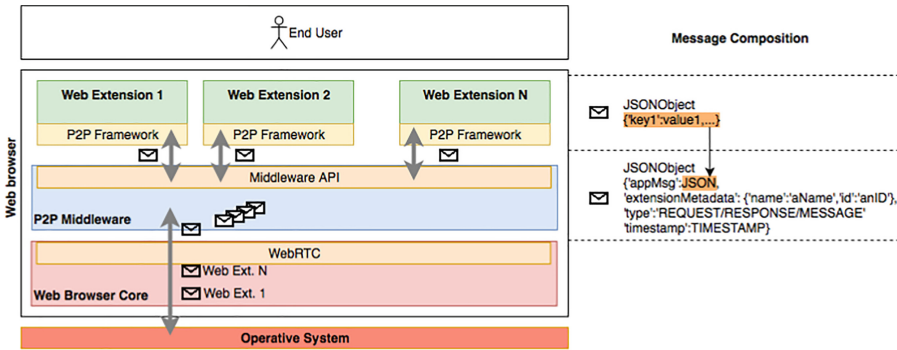 End User
Message Composition
Web browser
Web Extension 1
Web Extension 2
Web Extension N
P2P Framework
P2P Framework
P2P Framework
JSONObject
{'key1':value1,...}
Middleware API
P2P Middleware
JSONObject
{'appMsg':JSON,
'extensionMetadata': {'name':'aName','id':'anID'},
'type':'REQUEST/RESPONSE/MESSAGE'
'timestamp':TIMESTAMP}
WebRTC
Web Ext. N
Web Browser Core
Web Ext. 1
Operative System